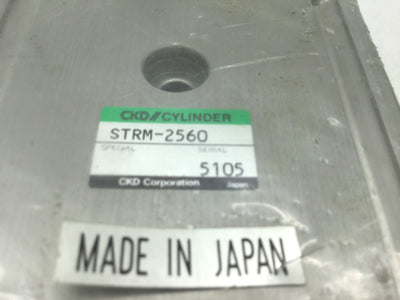 CKD//CYLINDER
STRM-2560
SPECIAL SERIAL
5105
CKD Corporation Japan
MADE IN JAPAN